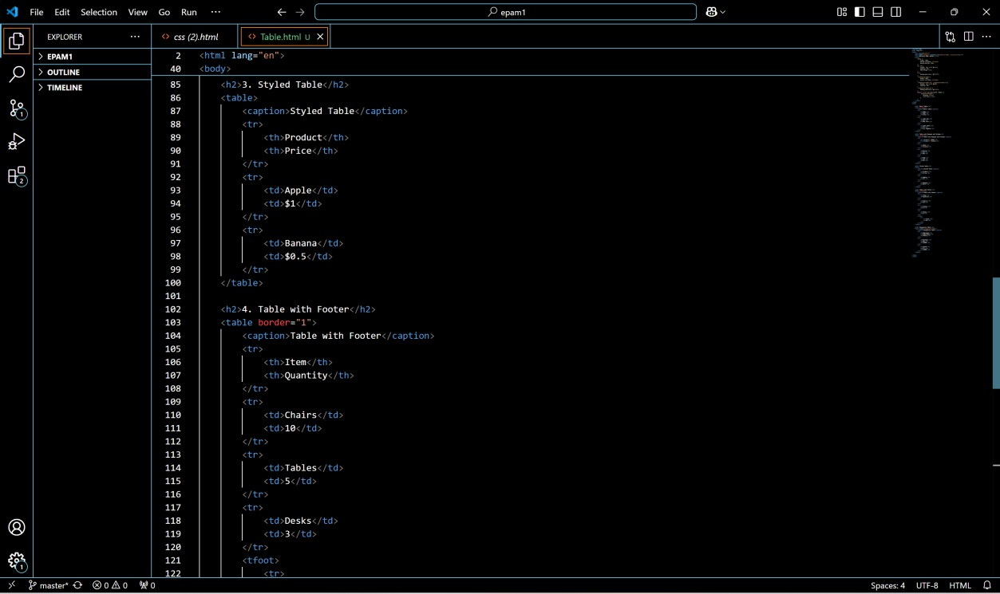 File Edit Selection View Go Run ··· ← → epam1
EXPLORER ···
EPAM1
OUTLINE
TIMELINE
1
2
1
<> css (2).html <> Table.html U ×
2 <html lang="en">
40 <body>
85 <h2>3. Styled Table</h2>
86 <table>
87 <caption>Styled Table</caption>
88 <tr>
89 <th>Product</th>
90 <th>Price</th>
91 </tr>
92 <tr>
93 <td>Apple</td>
94 <td>$1</td>
95 </tr>
96 <tr>
97 <td>Banana</td>
98 <td>$0.5</td>
99 </tr>
100 </table>
101
102 <h2>4. Table with Footer</h2>
103 <table border="1">
104 <caption>Table with Footer</caption>
105 <tr>
106 <th>Item</th>
107 <th>Quantity</th>
108 </tr>
109 <tr>
110 <td>Chairs</td>
111 <td>10</td>
112 </tr>
113 <tr>
114 <td>Tables</td>
115 <td>5</td>
116 </tr>
117 <tr>
118 <td>Desks</td>
119 <td>3</td>
120 </tr>
121 <tfoot>
122 <tr>
master* 0 0 0 Spaces: 4 UTF-8 HTML